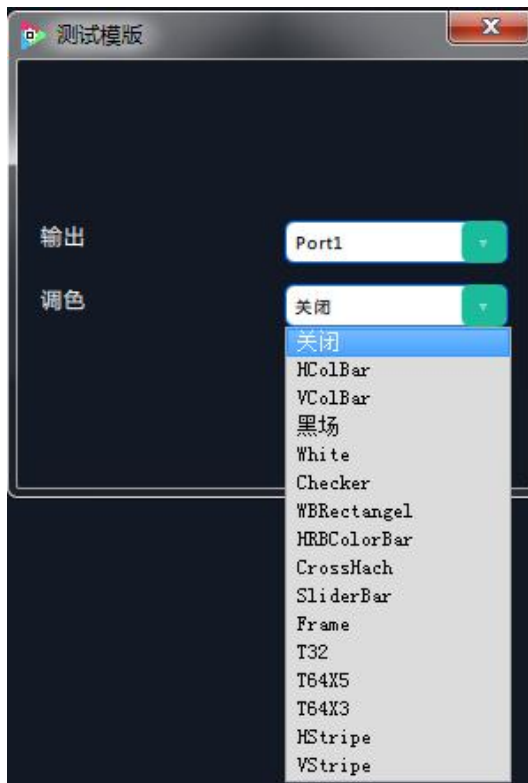 测试模版
输出
Port1
调色
关闭
关闭
HColBar
VColBar
黑场
White
Checker
WBRectangel
HRBColorBar
CrossHach
SliderBar
Frame
T32
T64X5
T64X3
HStripe
VStripe